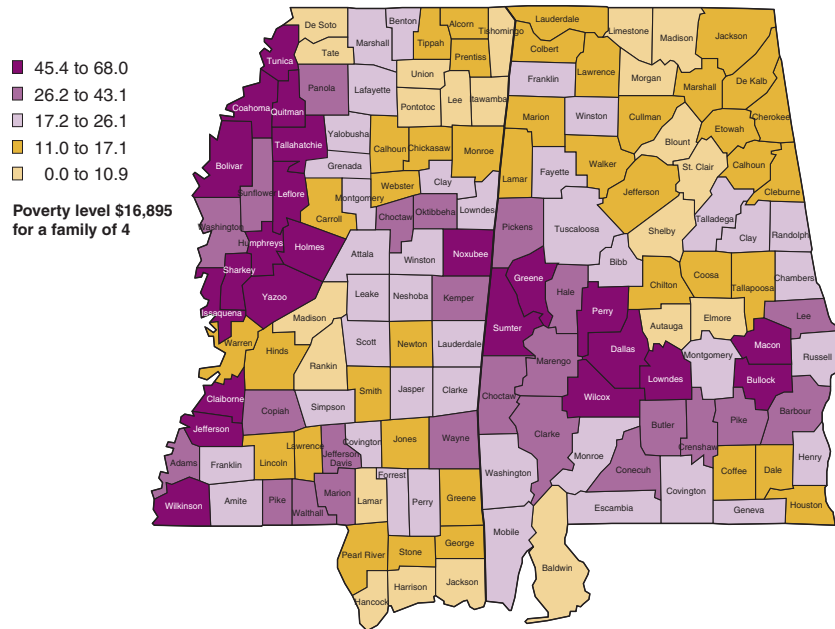 45.4 to 68.0
26.2 to 43.1
17.2 to 26.1
11.0 to 17.1
0.0 to 10.9
Poverty level $16,895
for a family of 4
De Soto
Tate
Tunica
Marshall
Benton
Tippah
Alcorn
Prentiss
Tishomingo
Panola
Lafayette
Union
Pontotoc
Lee
Itawamba
Coahoma
Quitman
Tallahatchie
Yalobusha
Grenada
Calhoun
Chickasaw
Monroe
Bolivar
Sunflower
Leflore
Carroll
Montgomery
Webster
Clay
Lowndes
Choctaw
Oktibbeha
Washington
Humphreys
Holmes
Attala
Winston
Noxubee
Sharkey
Issaquena
Yazoo
Madison
Leake
Neshoba
Kemper
Warren
Hinds
Rankin
Scott
Newton
Lauderdale
Claiborne
Copiah
Simpson
Smith
Jasper
Clarke
Jefferson
Adams
Franklin
Lincoln
Lawrence
Jefferson
Davis
Covington
Jones
Wayne
Wilkinson
Amite
Pike
Walthall
Marion
Lamar
Forrest
Perry
Greene
Pearl River
Stone
George
Hancock
Harrison
Jackson
Lauderdale
Limestone
Madison
Jackson
Colbert
Lawrence
Franklin
Morgan
Marshall
De Kalb
Marion
Winston
Cullman
Blount
Etowah
Cherokee
Lamar
Fayette
Walker
Jefferson
St. Clair
Calhoun
Cleburne
Pickens
Tuscaloosa
Shelby
Talladega
Clay
Randolph
Greene
Hale
Bibb
Chilton
Coosa
Tallapoosa
Chambers
Sumter
Perry
Autauga
Elmore
Lee
Marengo
Dallas
Lowndes
Montgomery
Macon
Bullock
Russell
Choctaw
Wilcox
Butler
Crenshaw
Pike
Barbour
Clarke
Washington
Monroe
Conecuh
Covington
Coffee
Dale
Henry
Mobile
Baldwin
Escambia
Geneva
Houston